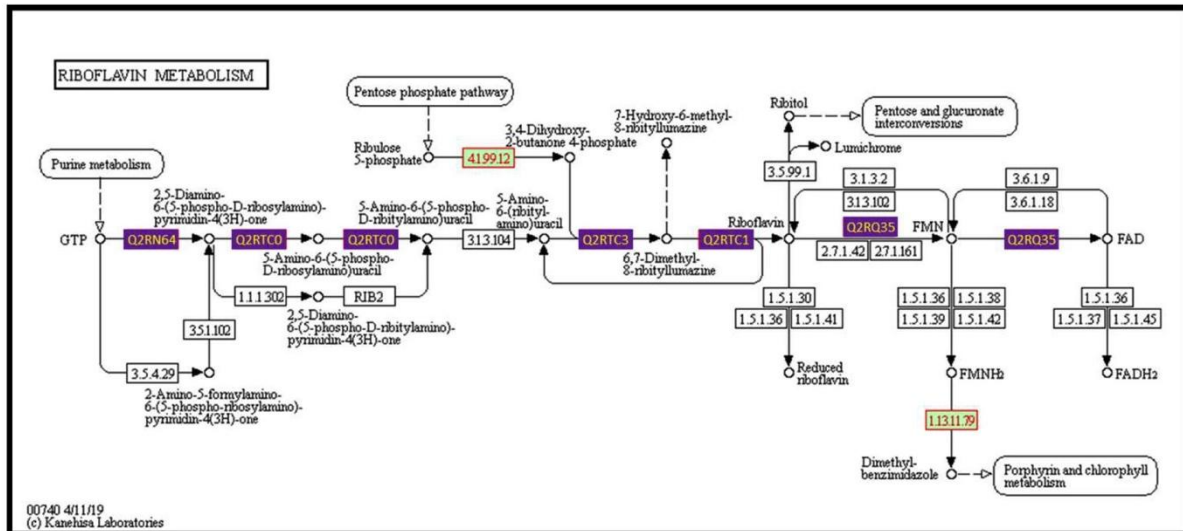 RIBOFLAVIN METABOLISM
Pentose phosphate pathway
Ribulose
5-phosphate
4.1.99.12
3,4-Dihydroxy-
2-butanone 4-phosphate
7-Hydroxy-6-methyl-
8-ribityllumazine
Ribitol
Pentose and glucuronate
interconversions
Lumichrome
3.5.99.1
Purine metabolism
GTP
Q2RN64
2,5-Diamino-
6-(5-phospho-D-ribosylamino)-
pyrimidin-4(3H)-one
Q2RTC0
5-Amino-6-(5-phospho-
D-ribosylamino)uracil
Q2RTC0
5-Amino-6-(5-phospho-
D-ribitylamino)uracil
3.1.3.104
5-Amino-
6-(ribityl-
amino)uracil
Q2RTC3
6,7-Dimethyl-
8-ribityllumazine
Q2RTC1
Riboflavin
3.1.3.2
3.1.3.102
Q2RQ35
2.7.1.42
2.7.1.161
FMN
3.6.1.9
3.6.1.18
Q2RQ35
FAD
1.1.1.302
RIB2
2,5-Diamino-
6-(5-phospho-D-ribitylamino)-
pyrimidin-4(3H)-one
3.5.1.102
3.5.4.29
2-Amino-5-formylamino-
6-(5-phospho-ribosylamino)-
pyrimidin-4(3H)-one
1.5.1.30
1.5.1.36
1.5.1.41
Reduced
riboflavin
1.5.1.36
1.5.1.38
1.5.1.39
1.5.1.42
FMNH2
1.5.1.36
1.5.1.37
1.5.1.45
FADH2
1.13.11.79
Dimethyl-
benzimidazole
Porphyrin and chlorophyll
metabolism
00740 4/11/19
(c) Kanehisa Laboratories